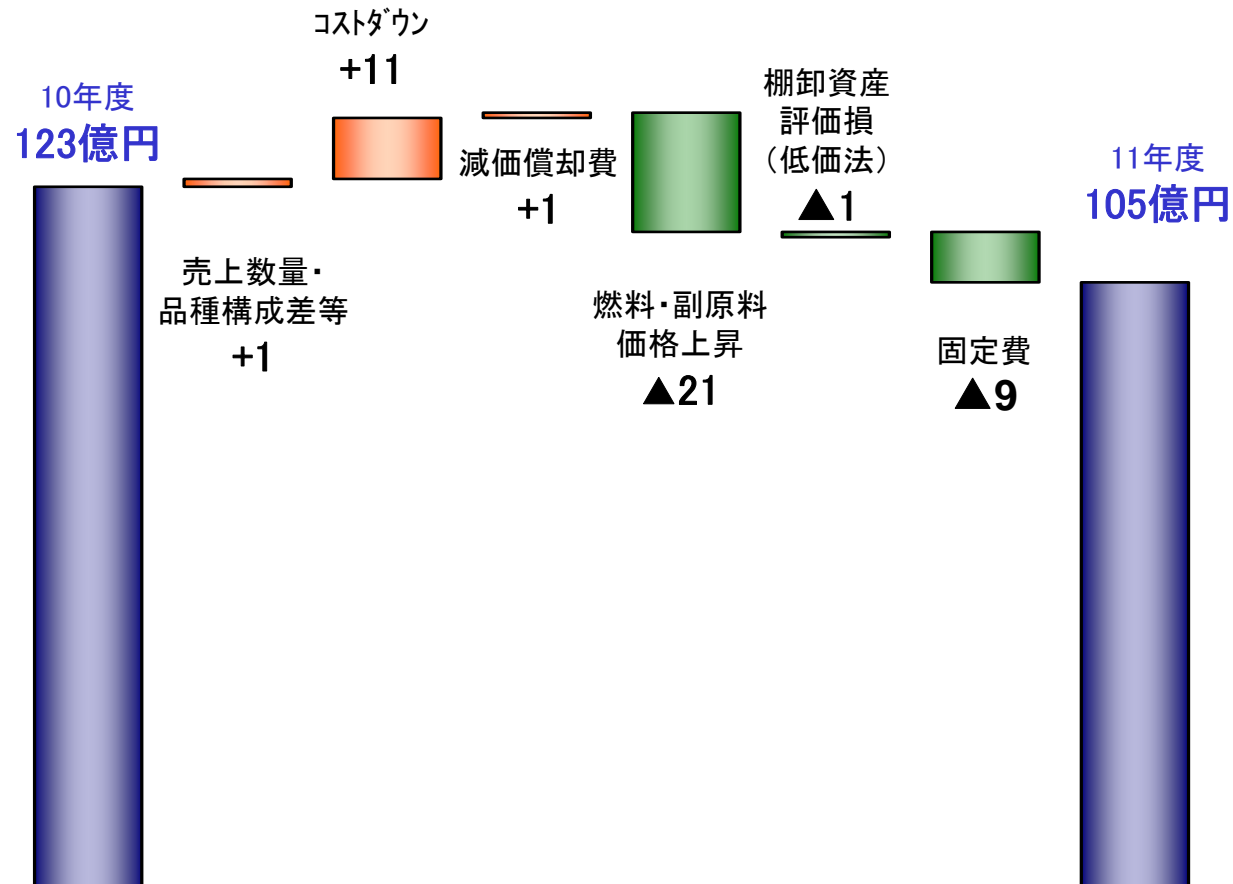 10年度
123億円
売上数量・
品種構成差等
+1
ｺｽﾄﾀﾞｳﾝ
+11
減価償却費
+1
燃料・副原料
価格上昇
▲21
棚卸資産
評価損
（低価法）
▲1
固定費
▲9
11年度
105億円